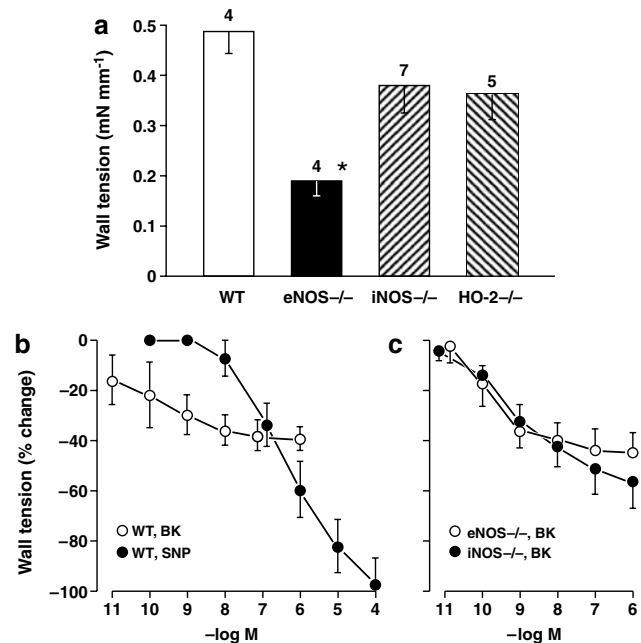 a
Wall tension (mN mm-1)
0.5
0.4
0.3
0.2
0.1
0
4
4 *
7
5
WT
eNOS–/–
iNOS–/–
HO-2–/–
b
Wall tension (% change)
0
–20
–40
–60
–80
–100
WT, BK
WT, SNP
11 10 9 8 7 6 5 4
–log M
c
eNOS–/–, BK
iNOS–/–, BK
11 10 9 8 7 6
–log M